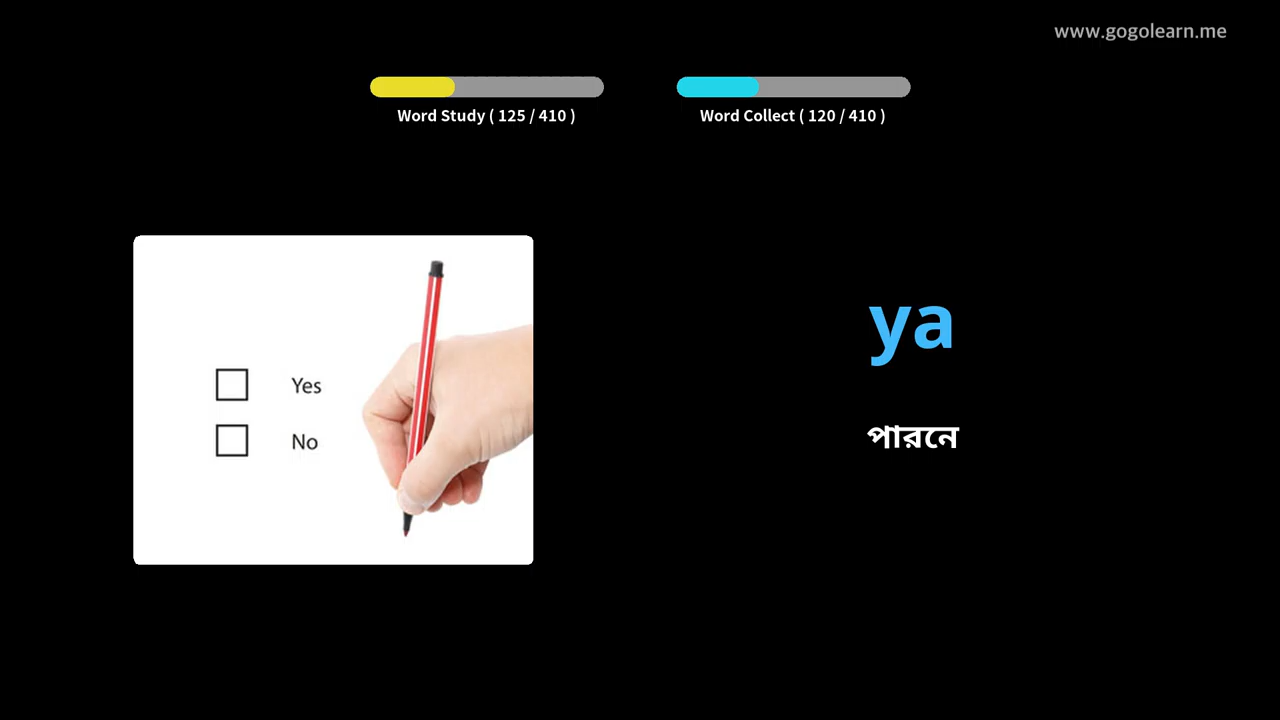 www.gogolearn.me
Word Study ( 125 / 410 )
Word Collect ( 120 / 410 )
ya
Yes
No
পারনে